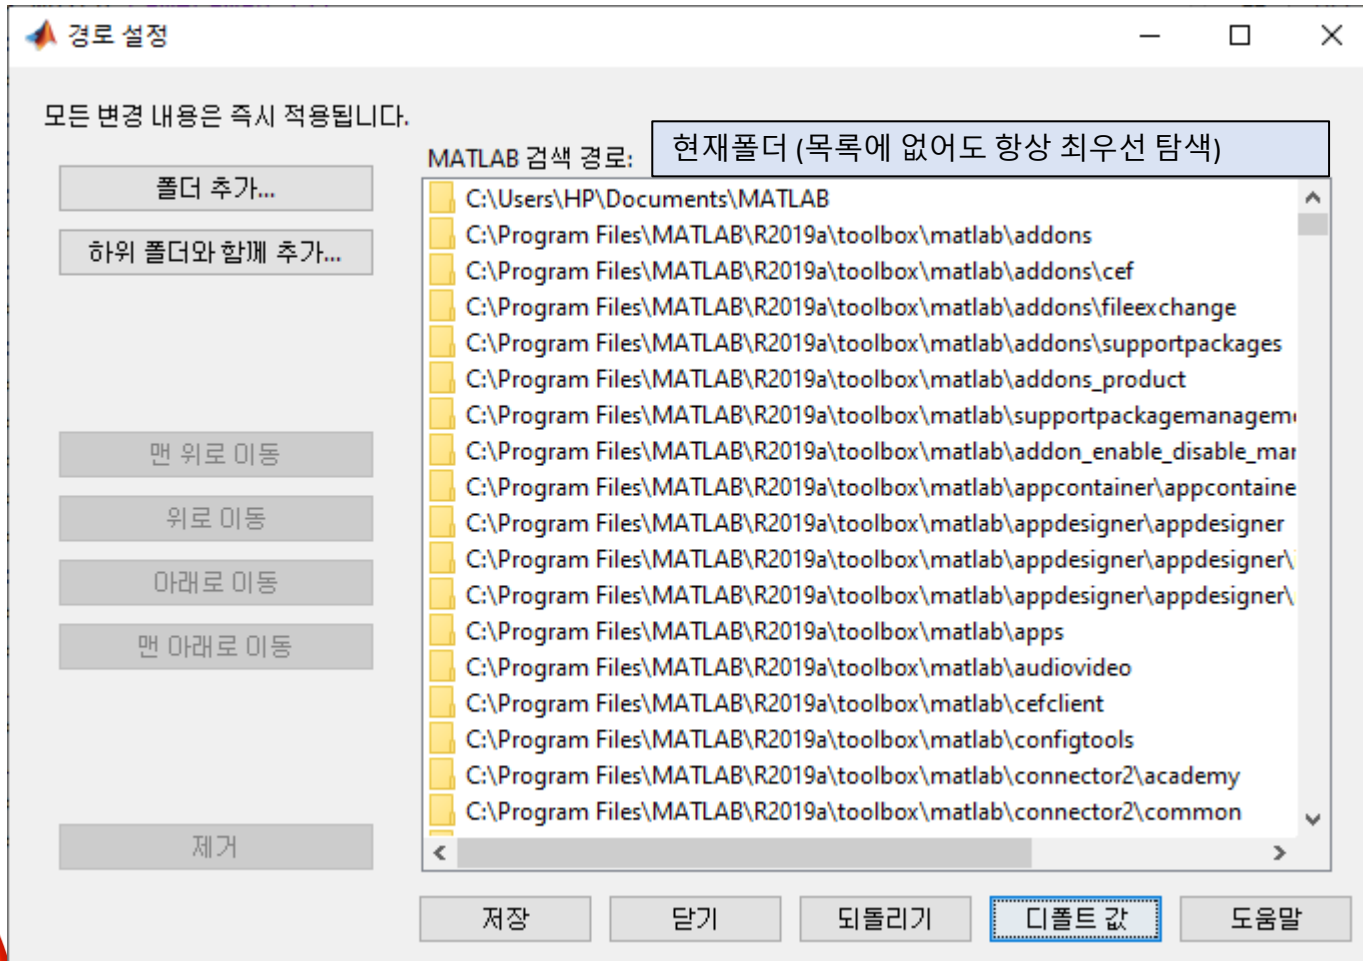 경로 설정
모든 변경 내용은 즉시 적용됩니다.
MATLAB 검색 경로:
현재폴더 (목록에 없어도 항상 최우선 탐색)
폴더 추가...
하위 폴더와 함께 추가...
맨 위로 이동
위로 이동
아래로 이동
맨 아래로 이동
제거
C:\Users\HP\Documents\MATLAB
C:\Program Files\MATLAB\R2019a\toolbox\matlab\addons
C:\Program Files\MATLAB\R2019a\toolbox\matlab\addons\cef
C:\Program Files\MATLAB\R2019a\toolbox\matlab\addons\fileexchange
C:\Program Files\MATLAB\R2019a\toolbox\matlab\addons\supportpackages
C:\Program Files\MATLAB\R2019a\toolbox\matlab\addons_product
C:\Program Files\MATLAB\R2019a\toolbox\matlab\supportpackagemanageme
C:\Program Files\MATLAB\R2019a\toolbox\matlab\addon_enable_disable_mar
C:\Program Files\MATLAB\R2019a\toolbox\matlab\appcontainer\appcontaine
C:\Program Files\MATLAB\R2019a\toolbox\matlab\appdesigner\appdesigner
C:\Program Files\MATLAB\R2019a\toolbox\matlab\appdesigner\appdesigner\
C:\Program Files\MATLAB\R2019a\toolbox\matlab\appdesigner\appdesigner\
C:\Program Files\MATLAB\R2019a\toolbox\matlab\apps
C:\Program Files\MATLAB\R2019a\toolbox\matlab\audiovideo
C:\Program Files\MATLAB\R2019a\toolbox\matlab\cefclient
C:\Program Files\MATLAB\R2019a\toolbox\matlab\configtools
C:\Program Files\MATLAB\R2019a\toolbox\matlab\connector2\academy
C:\Program Files\MATLAB\R2019a\toolbox\matlab\connector2\common
저장 닫기 되돌리기 디폴트 값 도움말